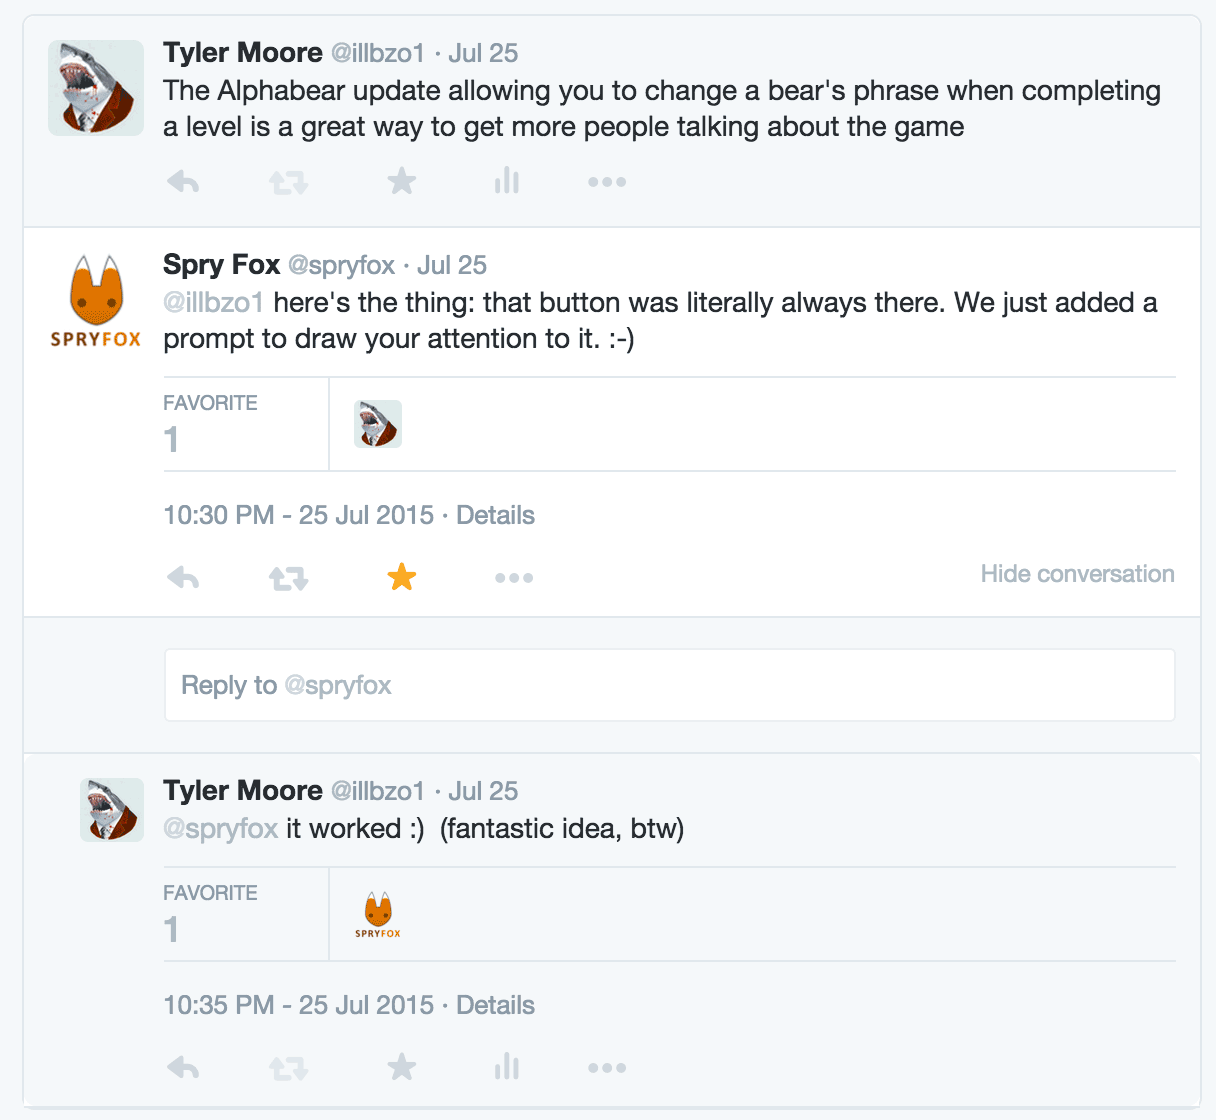 Tyler Moore @illbzo1 · Jul 25
The Alphabear update allowing you to change a bear's phrase when completing
a level is a great way to get more people talking about the game
Spry Fox @spryfox · Jul 25
SPRYFOX
@illbzo1 here's the thing: that button was literally always there. We just added a
prompt to draw your attention to it. :-)
FAVORITE
1
10:30 PM - 25 Jul 2015 · Details
Hide conversation
Reply to @spryfox
Tyler Moore @illbzo1 · Jul 25
@spryfox it worked :)  (fantastic idea, btw)
FAVORITE
1
SPRYFOX
10:35 PM - 25 Jul 2015 · Details